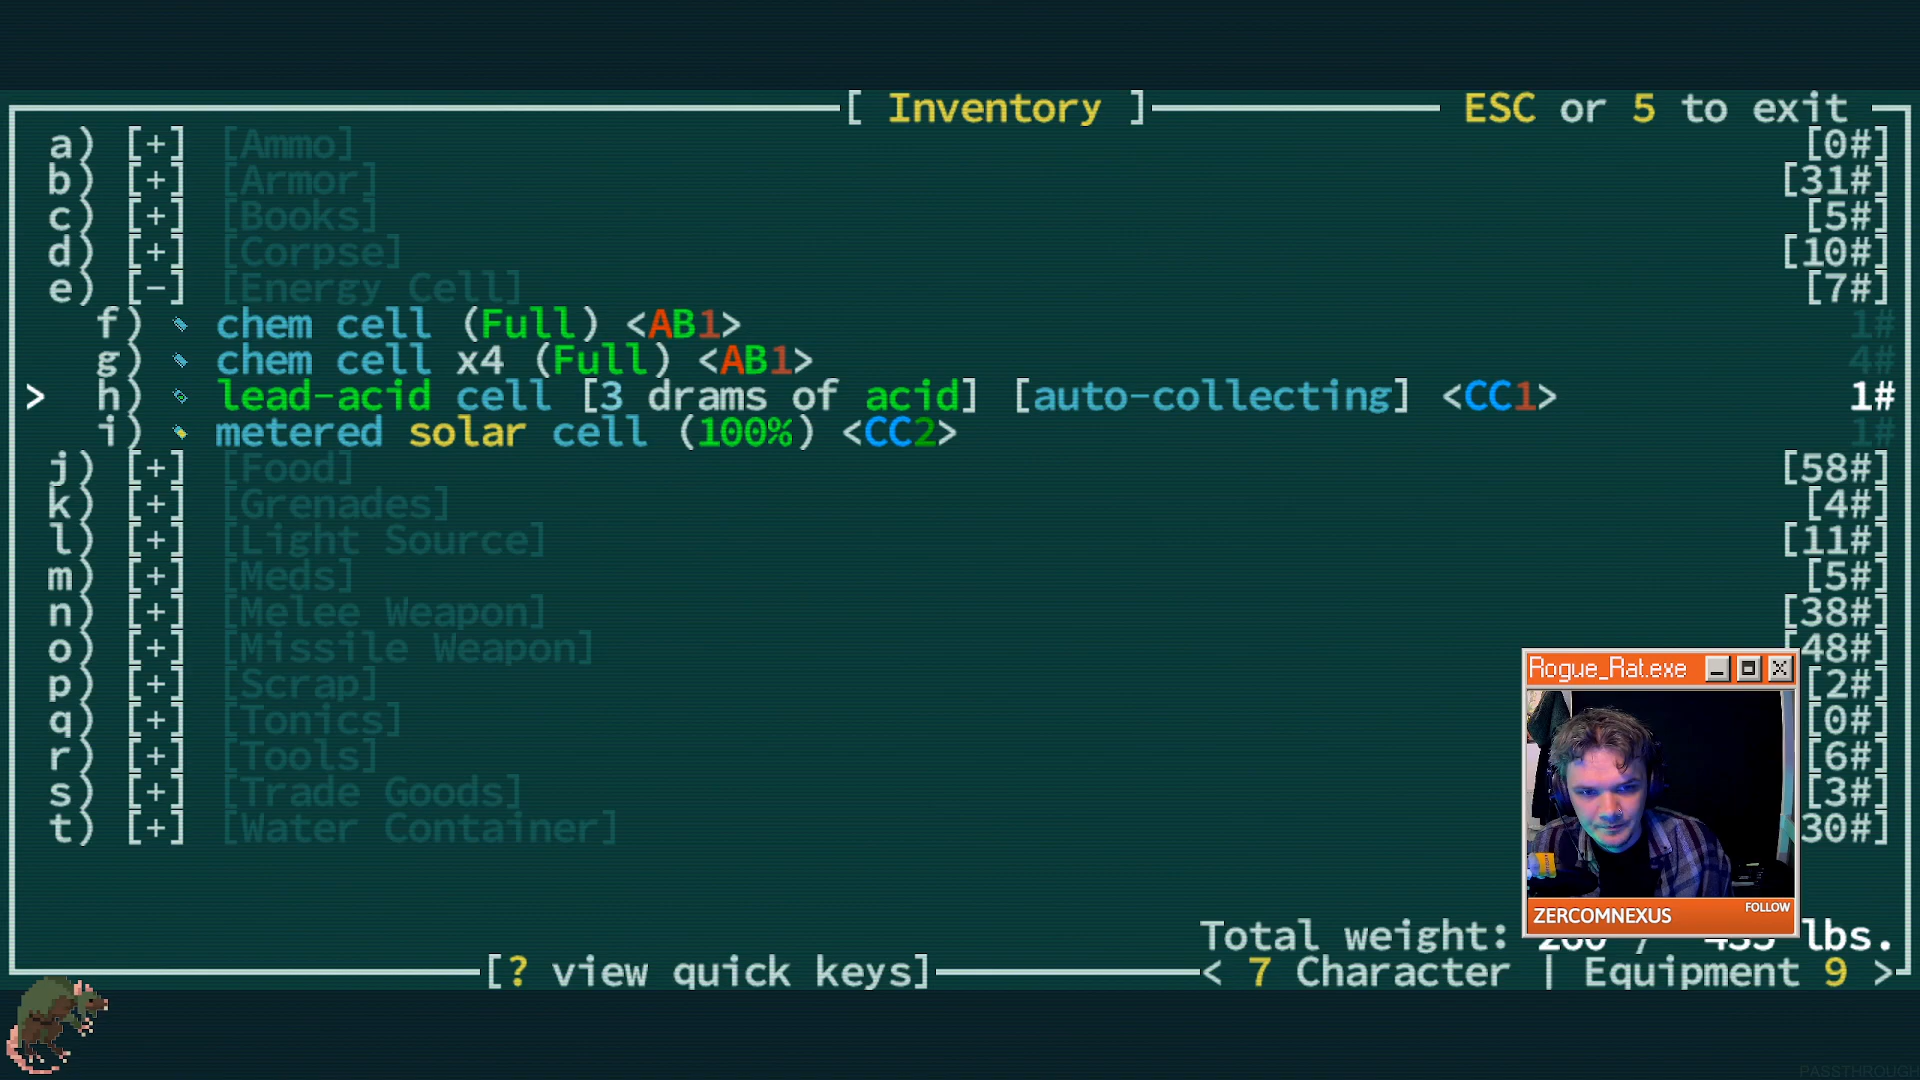 [ Inventory ] ESC or 5 to exit
a) [+] [Ammo] [0#]
b) [+] [Armor] [31#]
c) [+] [Books] [5#]
d) [+] [Corpse] [10#]
e) [-] [Energy Cell] [7#]
f) chem cell (Full) <AB1> 1#
g) chem cell x4 (Full) <AB1> 4#
> h) lead-acid cell [3 drams of acid] [auto-collecting] <CC1> 1#
i) metered solar cell (100%) <CC2> 1#
j) [+] [Food] [58#]
k) [+] [Grenades] [4#]
l) [+] [Light Source] [11#]
m) [+] [Meds] [5#]
n) [+] [Melee Weapon] [38#]
o) [+] [Missile Weapon] [48#]
p) [+] [Scrap] [2#]
q) [+] [Tonics] [0#]
r) [+] [Tools] [6#]
s) [+] [Trade Goods] [3#]
t) [+] [Water Container] 30#]
Rogue_Rat.exe
ZERCOMNEXUS FOLLOW
Total weight: lbs.
[? view quick keys] < 7 Character | Equipment 9 >
PASSTHROUGH